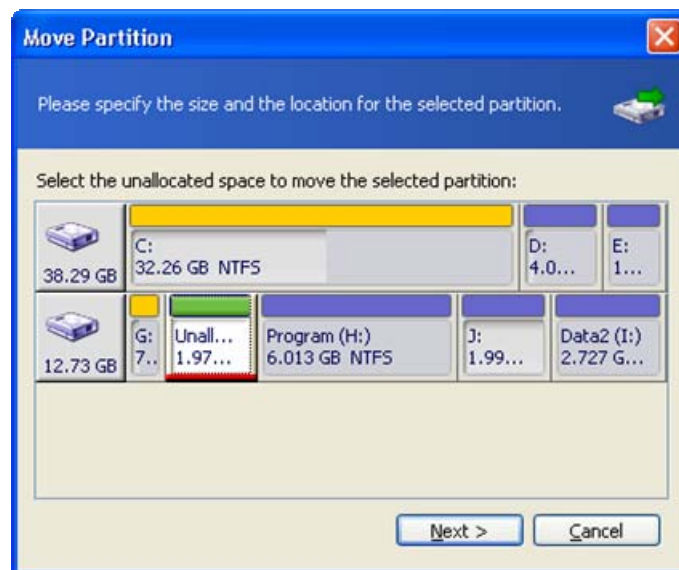 Move Partition
Please specify the size and the location for the selected partition.
Select the unallocated space to move the selected partition:
38.29 GB
C:
32.26 GB NTFS
D:
4.0...
E:
1...
12.73 GB
G:
7..
Unall...
1.97...
Program (H:)
6.013 GB NTFS
J:
1.99...
Data2 (I:)
2.727 G...
Next >
Cancel